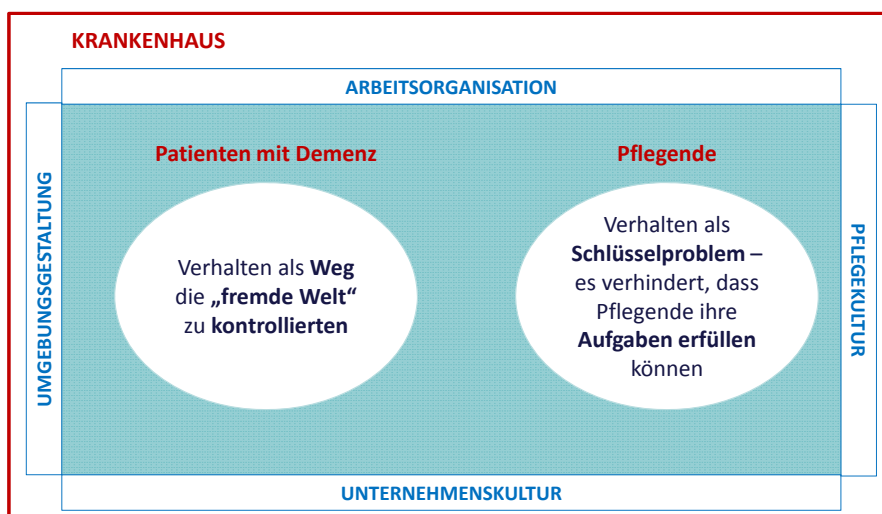 KRANKENHAUS
ARBEITSORGANISATION
UMGEBUNGSGESTALTUNG
Patienten mit Demenz
Verhalten als Weg
die „fremde Welt“
zu kontrollierten
Pflegende
Verhalten als
Schlüsselproblem –
es verhindert, dass
Pflegende ihre
Aufgaben erfüllen
können
PFLEGEKULTUR
UNTERNEHMENSKULTUR